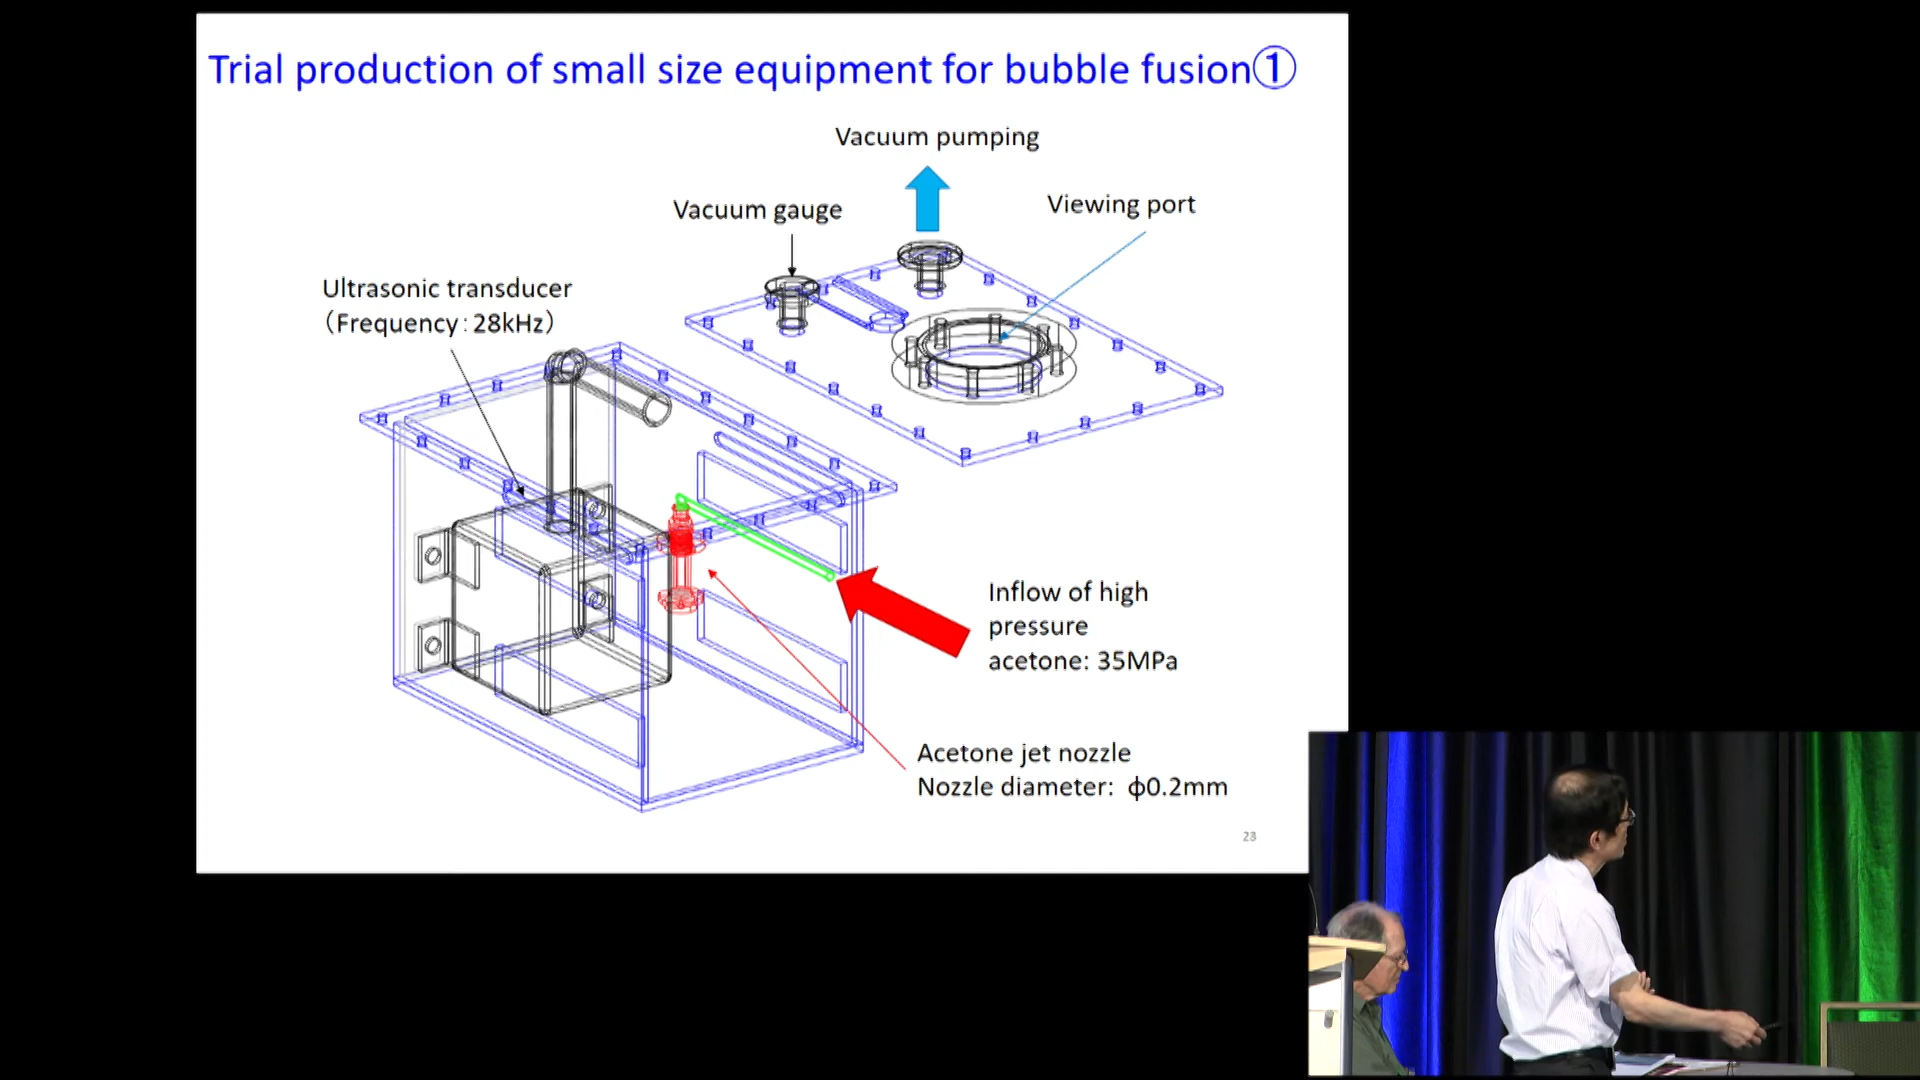 Trial production of small size equipment for bubble fusion①
Vacuum pumping
Vacuum gauge
Viewing port
Ultrasonic transducer
（Frequency：28kHz）
Inflow of high
pressure
acetone: 35MPa
Acetone jet nozzle
Nozzle diameter: ф0.2mm
23